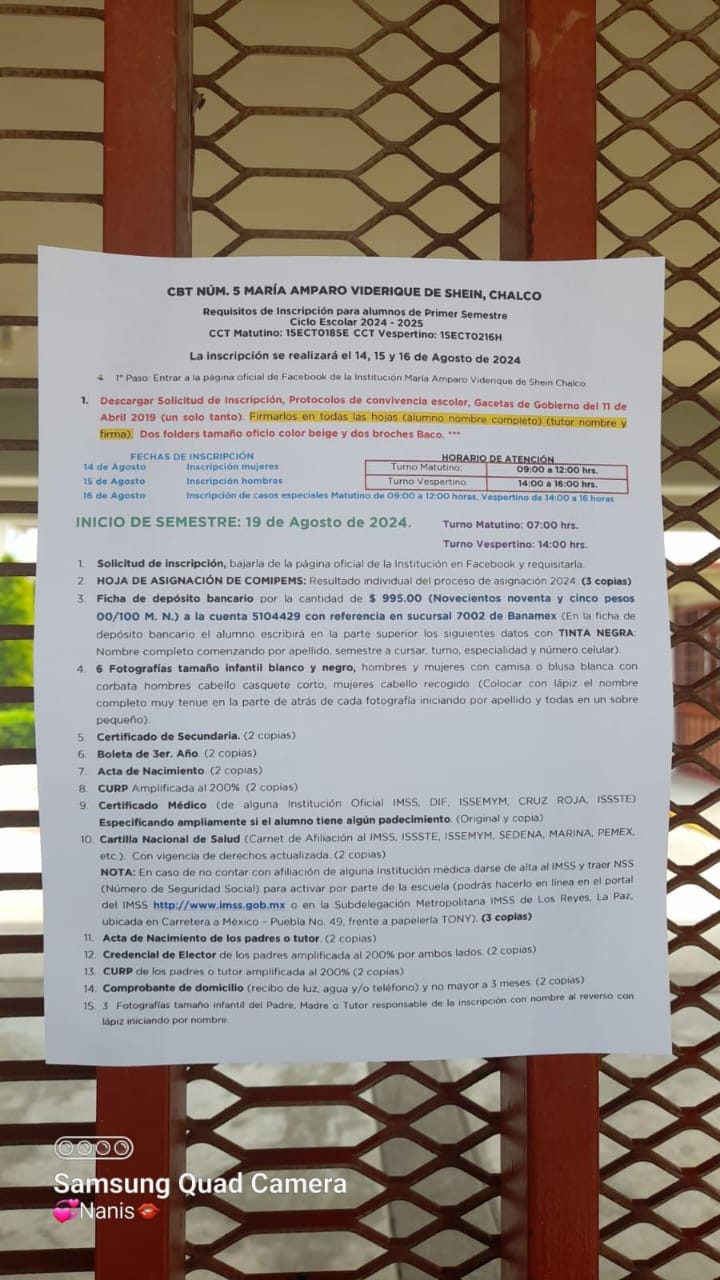 CBT NÚM. 5 MARÍA AMPARO VIDERIQUE DE SHEIN, CHALCO
Requisitos de Inscripción para alumnos de Primer Semestre
Ciclo Escolar 2024 - 2025
CCT Matutino: 15ECT0185E CCT Vespertino: 15ECT0216H
La inscripción se realizará el 14, 15 y 16 de Agosto de 2024
1° Paso: Entrar a la página oficial de Facebook de la Institución María Amparo Viderique de Shein Chalco.
1. Descargar Solicitud de Inscripción, Protocolos de convivencia escolar, Gacetas de Gobierno del 11 de
Abril 2019 (un solo tanto). Firmarlos en todas las hojas (alumno nombre completo) (tutor nombre y
firma). Dos folders tamaño oficio color beige y dos broches Baco. ***
FECHAS DE INSCRIPCIÓN
14 de Agosto Inscripción mujeres
15 de Agosto Inscripción hombres
16 de Agosto Inscripción de casos especiales Matutino de 09:00 a 12:00 horas, Vespertino de 14:00 a 16 horas
HORARIO DE ATENCIÓN
Turno Matutino: 09:00 a 12:00 hrs.
Turno Vespertino 14:00 a 16:00 hrs.
INICIO DE SEMESTRE: 19 de Agosto de 2024.
Turno Matutino: 07:00 hrs.
Turno Vespertino: 14:00 hrs.
1. Solicitud de inscripción, bajarla de la página oficial de la Institución en Facebook y requisitarla.
2. HOJA DE ASIGNACIÓN DE COMIPEMS: Resultado individual del proceso de asignación 2024. (3 copias)
3. Ficha de depósito bancario por la cantidad de $ 995.00 (Novecientos noventa y cinco pesos
00/100 M. N.) a la cuenta 5104429 con referencia en sucursal 7002 de Banamex (En la ficha de
depósito bancario el alumno escribirá en la parte superior los siguientes datos con TINTA NEGRA:
Nombre completo comenzando por apellido, semestre a cursar, turno, especialidad y número celular).
4. 6 Fotografías tamaño infantil blanco y negro, hombres y mujeres con camisa o blusa blanca con
corbata hombres cabello casquete corto, mujeres cabello recogido. (Colocar con lápiz el nombre
completo muy tenue en la parte de atrás de cada fotografía iniciando por apellido y todas en un sobre
pequeño).
5. Certificado de Secundaria. (2 copias)
6. Boleta de 3er. Año. (2 copias)
7. Acta de Nacimiento. (2 copias)
8. CURP Amplificada al 200%. (2 copias)
9. Certificado Médico (de alguna Institución Oficial IMSS, DIF, ISSEMYM, CRUZ ROJA, ISSSTE)
Especificando ampliamente si el alumno tiene algún padecimiento. (Original y copia)
10. Cartilla Nacional de Salud (Carnet de Afiliación al IMSS, ISSSTE, ISSEMYM, SEDENA, MARINA, PEMEX,
etc.). Con vigencia de derechos actualizada. (2 copias)
NOTA: En caso de no contar con afiliación de alguna Institución médica darse de alta al IMSS y traer NSS
(Número de Seguridad Social) para activar por parte de la escuela (podrás hacerlo en línea en el portal
del IMSS http://www.imss.gob.mx o en la Subdelegación Metropolitana IMSS de Los Reyes, La Paz,
ubicada en Carretera a México - Puebla No. 49, frente a papelería TONY). (3 copias)
11. Acta de Nacimiento de los padres o tutor. (2 copias)
12. Credencial de Elector de los padres amplificada al 200% por ambos lados. (2 copias)
13. CURP de los padres o tutor amplificada al 200% (2 copias)
14. Comprobante de domicilio (recibo de luz, agua y/o teléfono) y no mayor a 3 meses. (2 copias)
15. 3 Fotografías tamaño infantil del Padre, Madre o Tutor responsable de la inscripción con nombre al reverso con
lápiz iniciando por nombre.
Samsung Quad Camera
💞Nanis💋